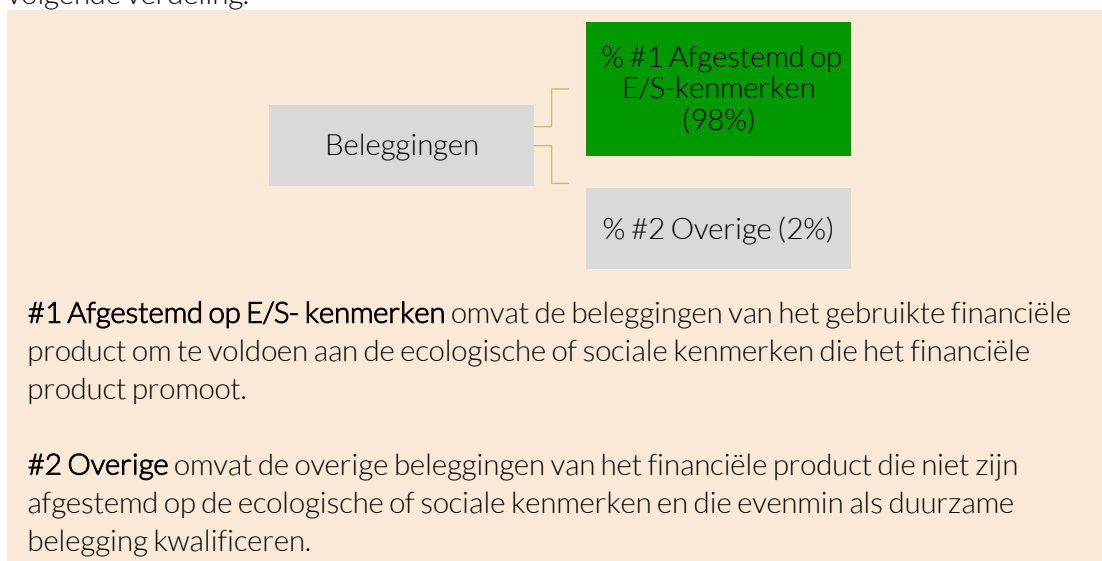 volgende verdeling:
% #1 Afgestemd op
E/S-kenmerken
(98%)
Beleggingen
% #2 Overige (2%)
#1 Afgestemd op E/S- kenmerken omvat de beleggingen van het gebruikte financiële
product om te voldoen aan de ecologische of sociale kenmerken die het financiële
product promoot.
#2 Overige omvat de overige beleggingen van het financiële product die niet zijn
afgestemd op de ecologische of sociale kenmerken en die evenmin als duurzame
belegging kwalificeren.